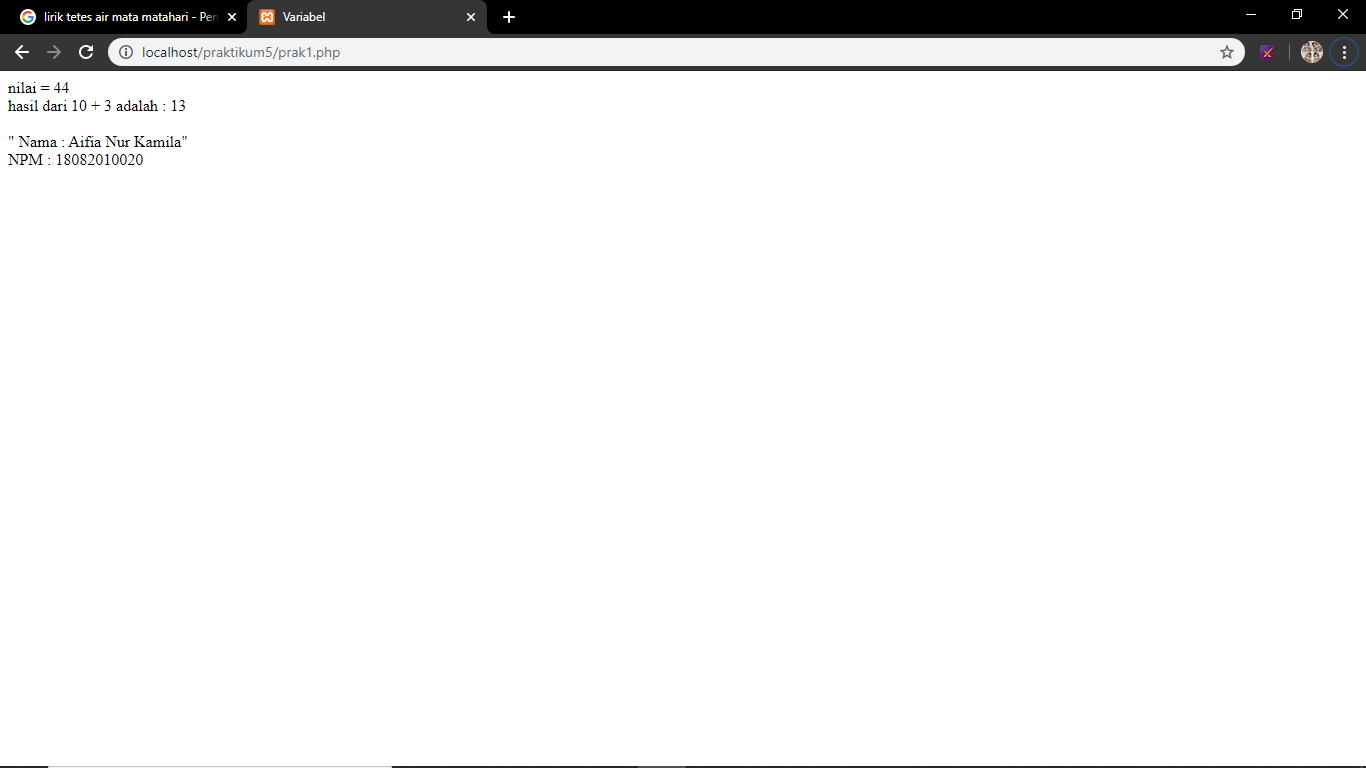 lirik tetes air mata matahari - Pen
Variabel
localhost/praktikum5/prak1.php
nilai = 44
hasil dari 10 + 3 adalah : 13
" Nama : Aifia Nur Kamila"
NPM : 18082010020